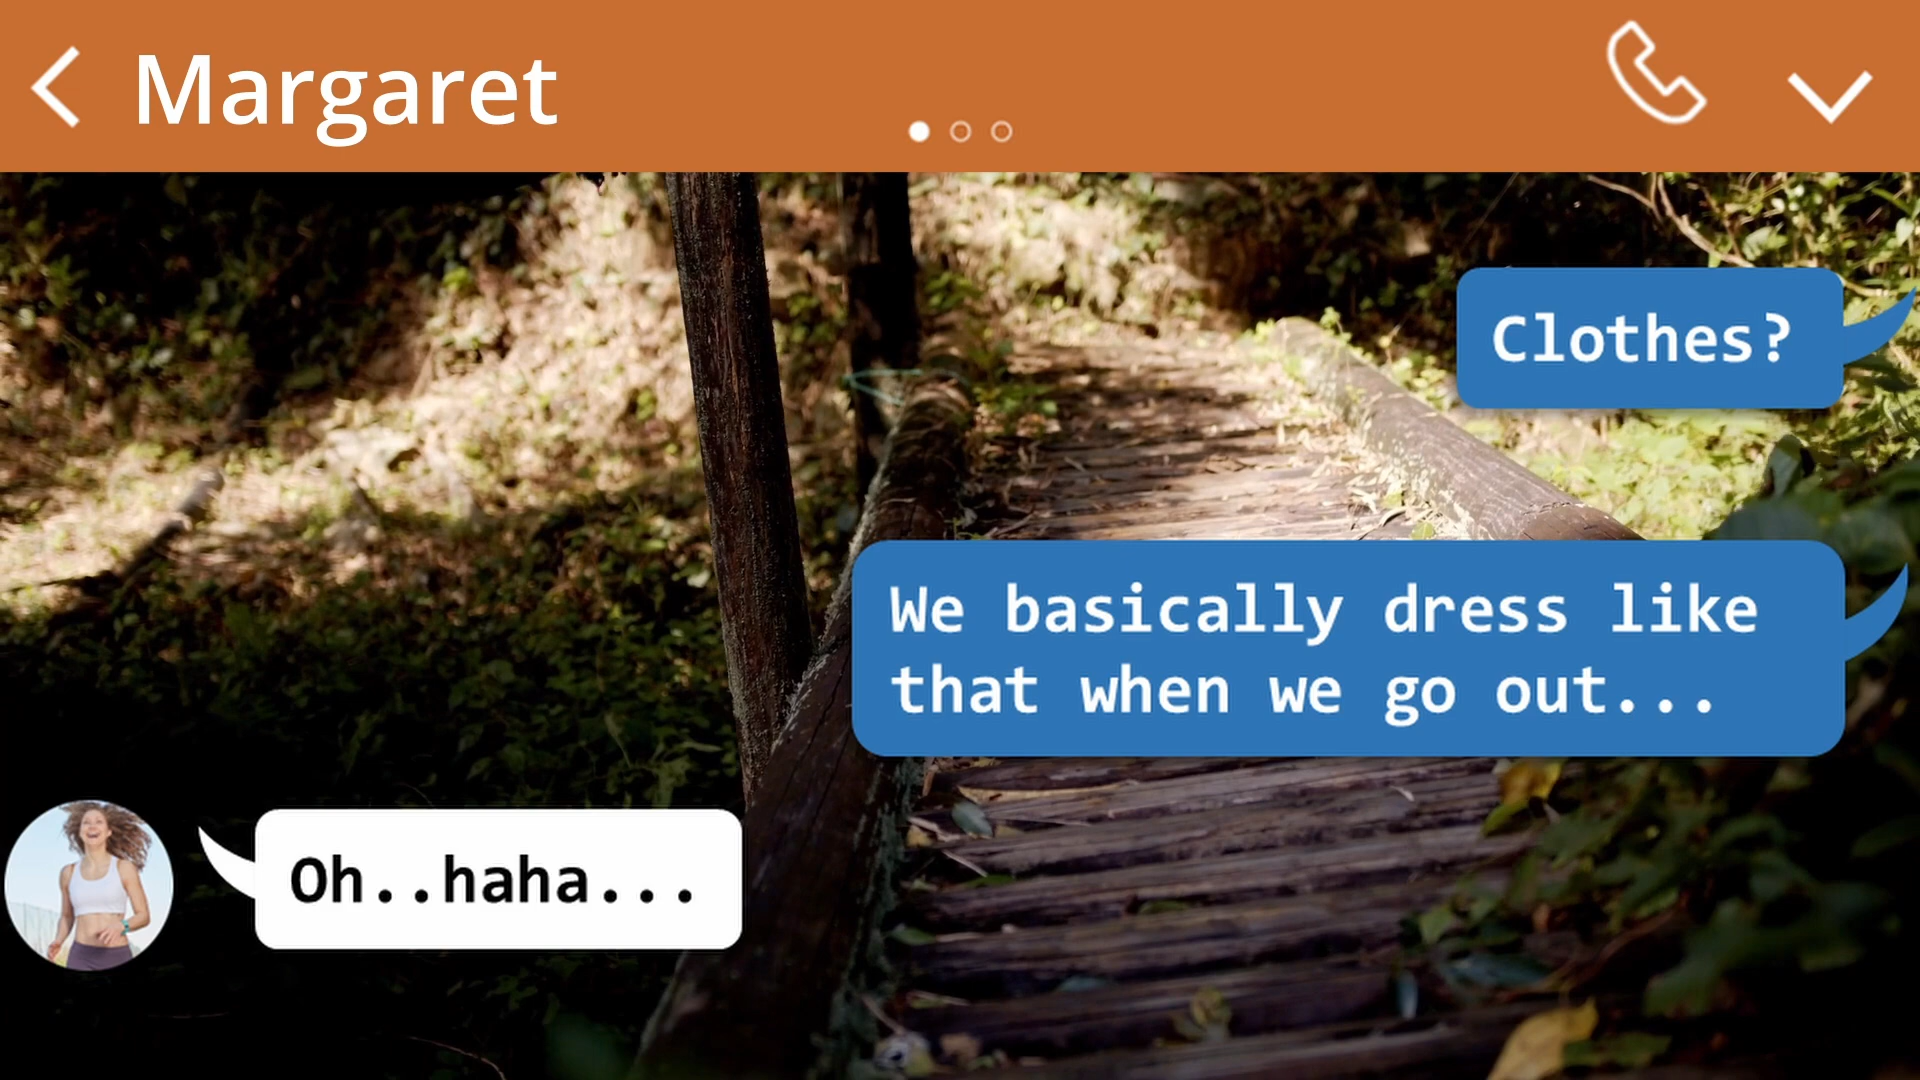 Margaret
Clothes?
We basically dress like
that when we go out...
Oh..haha...